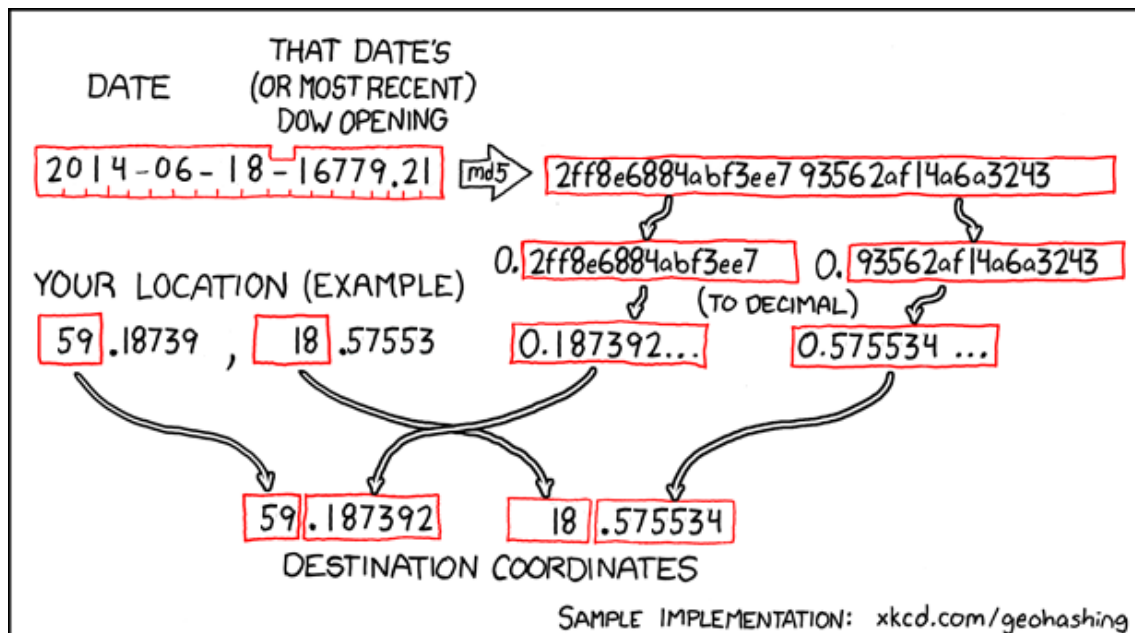 DATE
THAT DATE'S
(OR MOST RECENT)
DOW OPENING
2014-06-18-16779.21
md5
2ff8e6884abf3ee793562af14a6a3243
0.2ff8e6884abf3ee7
0.93562af14a6a3243
YOUR LOCATION (EXAMPLE)
(TO DECIMAL)
59.18739, 18.57553
0.187392...
0.575534 ...
59.187392
18.575534
DESTINATION COORDINATES
SAMPLE IMPLEMENTATION: xkcd.com/geohashing